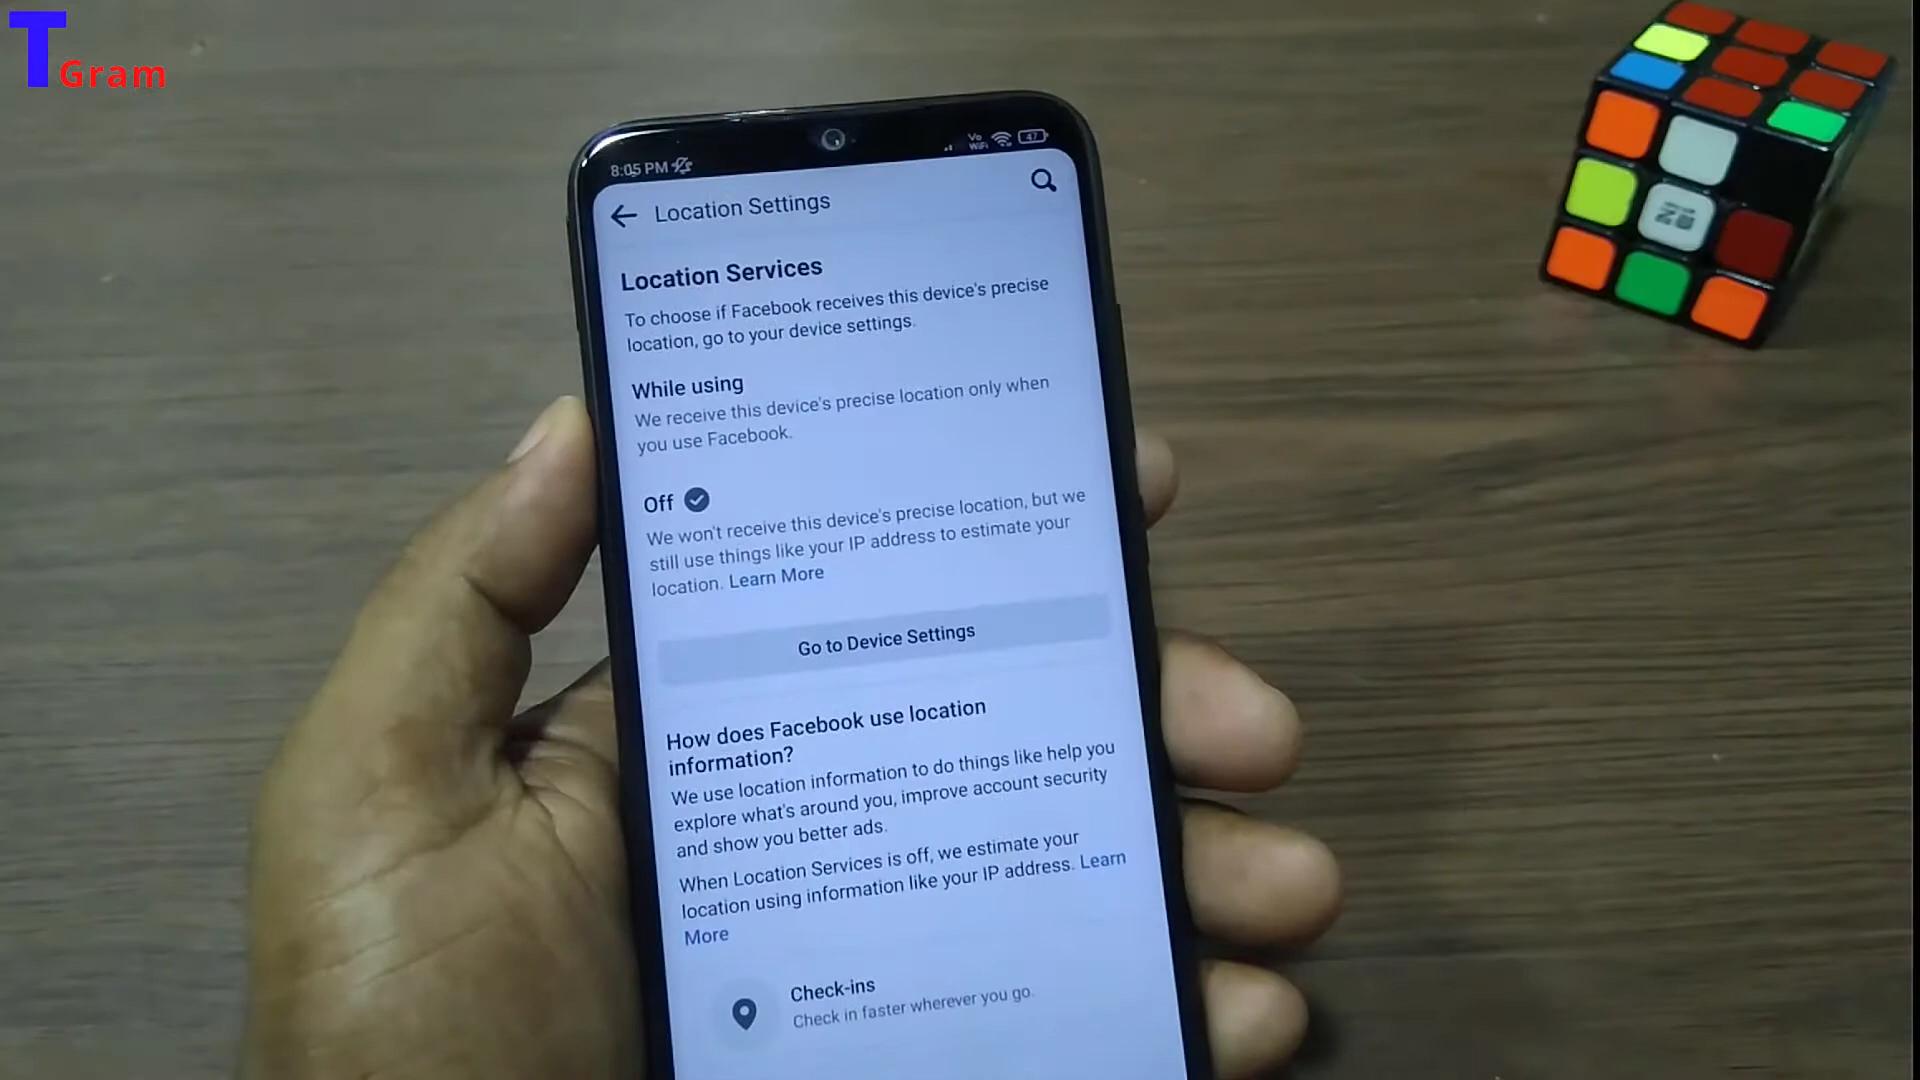 T
Gram
8:05 PM
Vo
WiFi
47
Location Settings
Location Services
To choose if Facebook receives this device's precise
location, go to your device settings.
While using
We receive this device's precise location only when
you use Facebook.
Off
We won't receive this device's precise location, but we
still use things like your IP address to estimate your
location. Learn More
Go to Device Settings
How does Facebook use location
information?
We use location information to do things like help you
explore what's around you, improve account security
and show you better ads.
When Location Services is off, we estimate your
location using information like your IP address. Learn
More
Check-ins
Check in faster wherever you go.